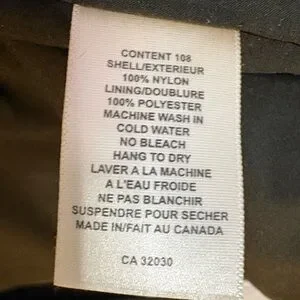 CONTENT 108
SHELL/EXTERIEUR
100% NYLON
LINING/DOUBLURE
100% POLYESTER
MACHINE WASH IN
COLD WATER
NO BLEACH
HANG TO DRY
LAVER A LA MACHINE
A L'EAU FROIDE
NE PAS BLANCHIR
SUSPENDRE POUR SECHER
MADE IN/FAIT AU CANADA
CA 32030